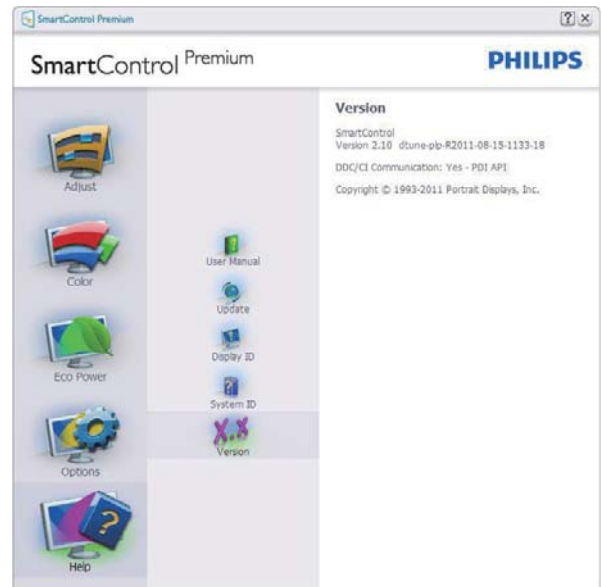 SmartControl Premium
SmartControl Premium
PHILIPS
Adjust
Color
Eco Power
Options
Help
User Manual
Update
Display ID
System ID
X.X
Version
Version
SmartControl
Version 2.10 dtune-plp-R2011-08-15-1133-18
DDC/CI Communication: Yes - PDI API
Copyright © 1993-2011 Portrait Displays, Inc.